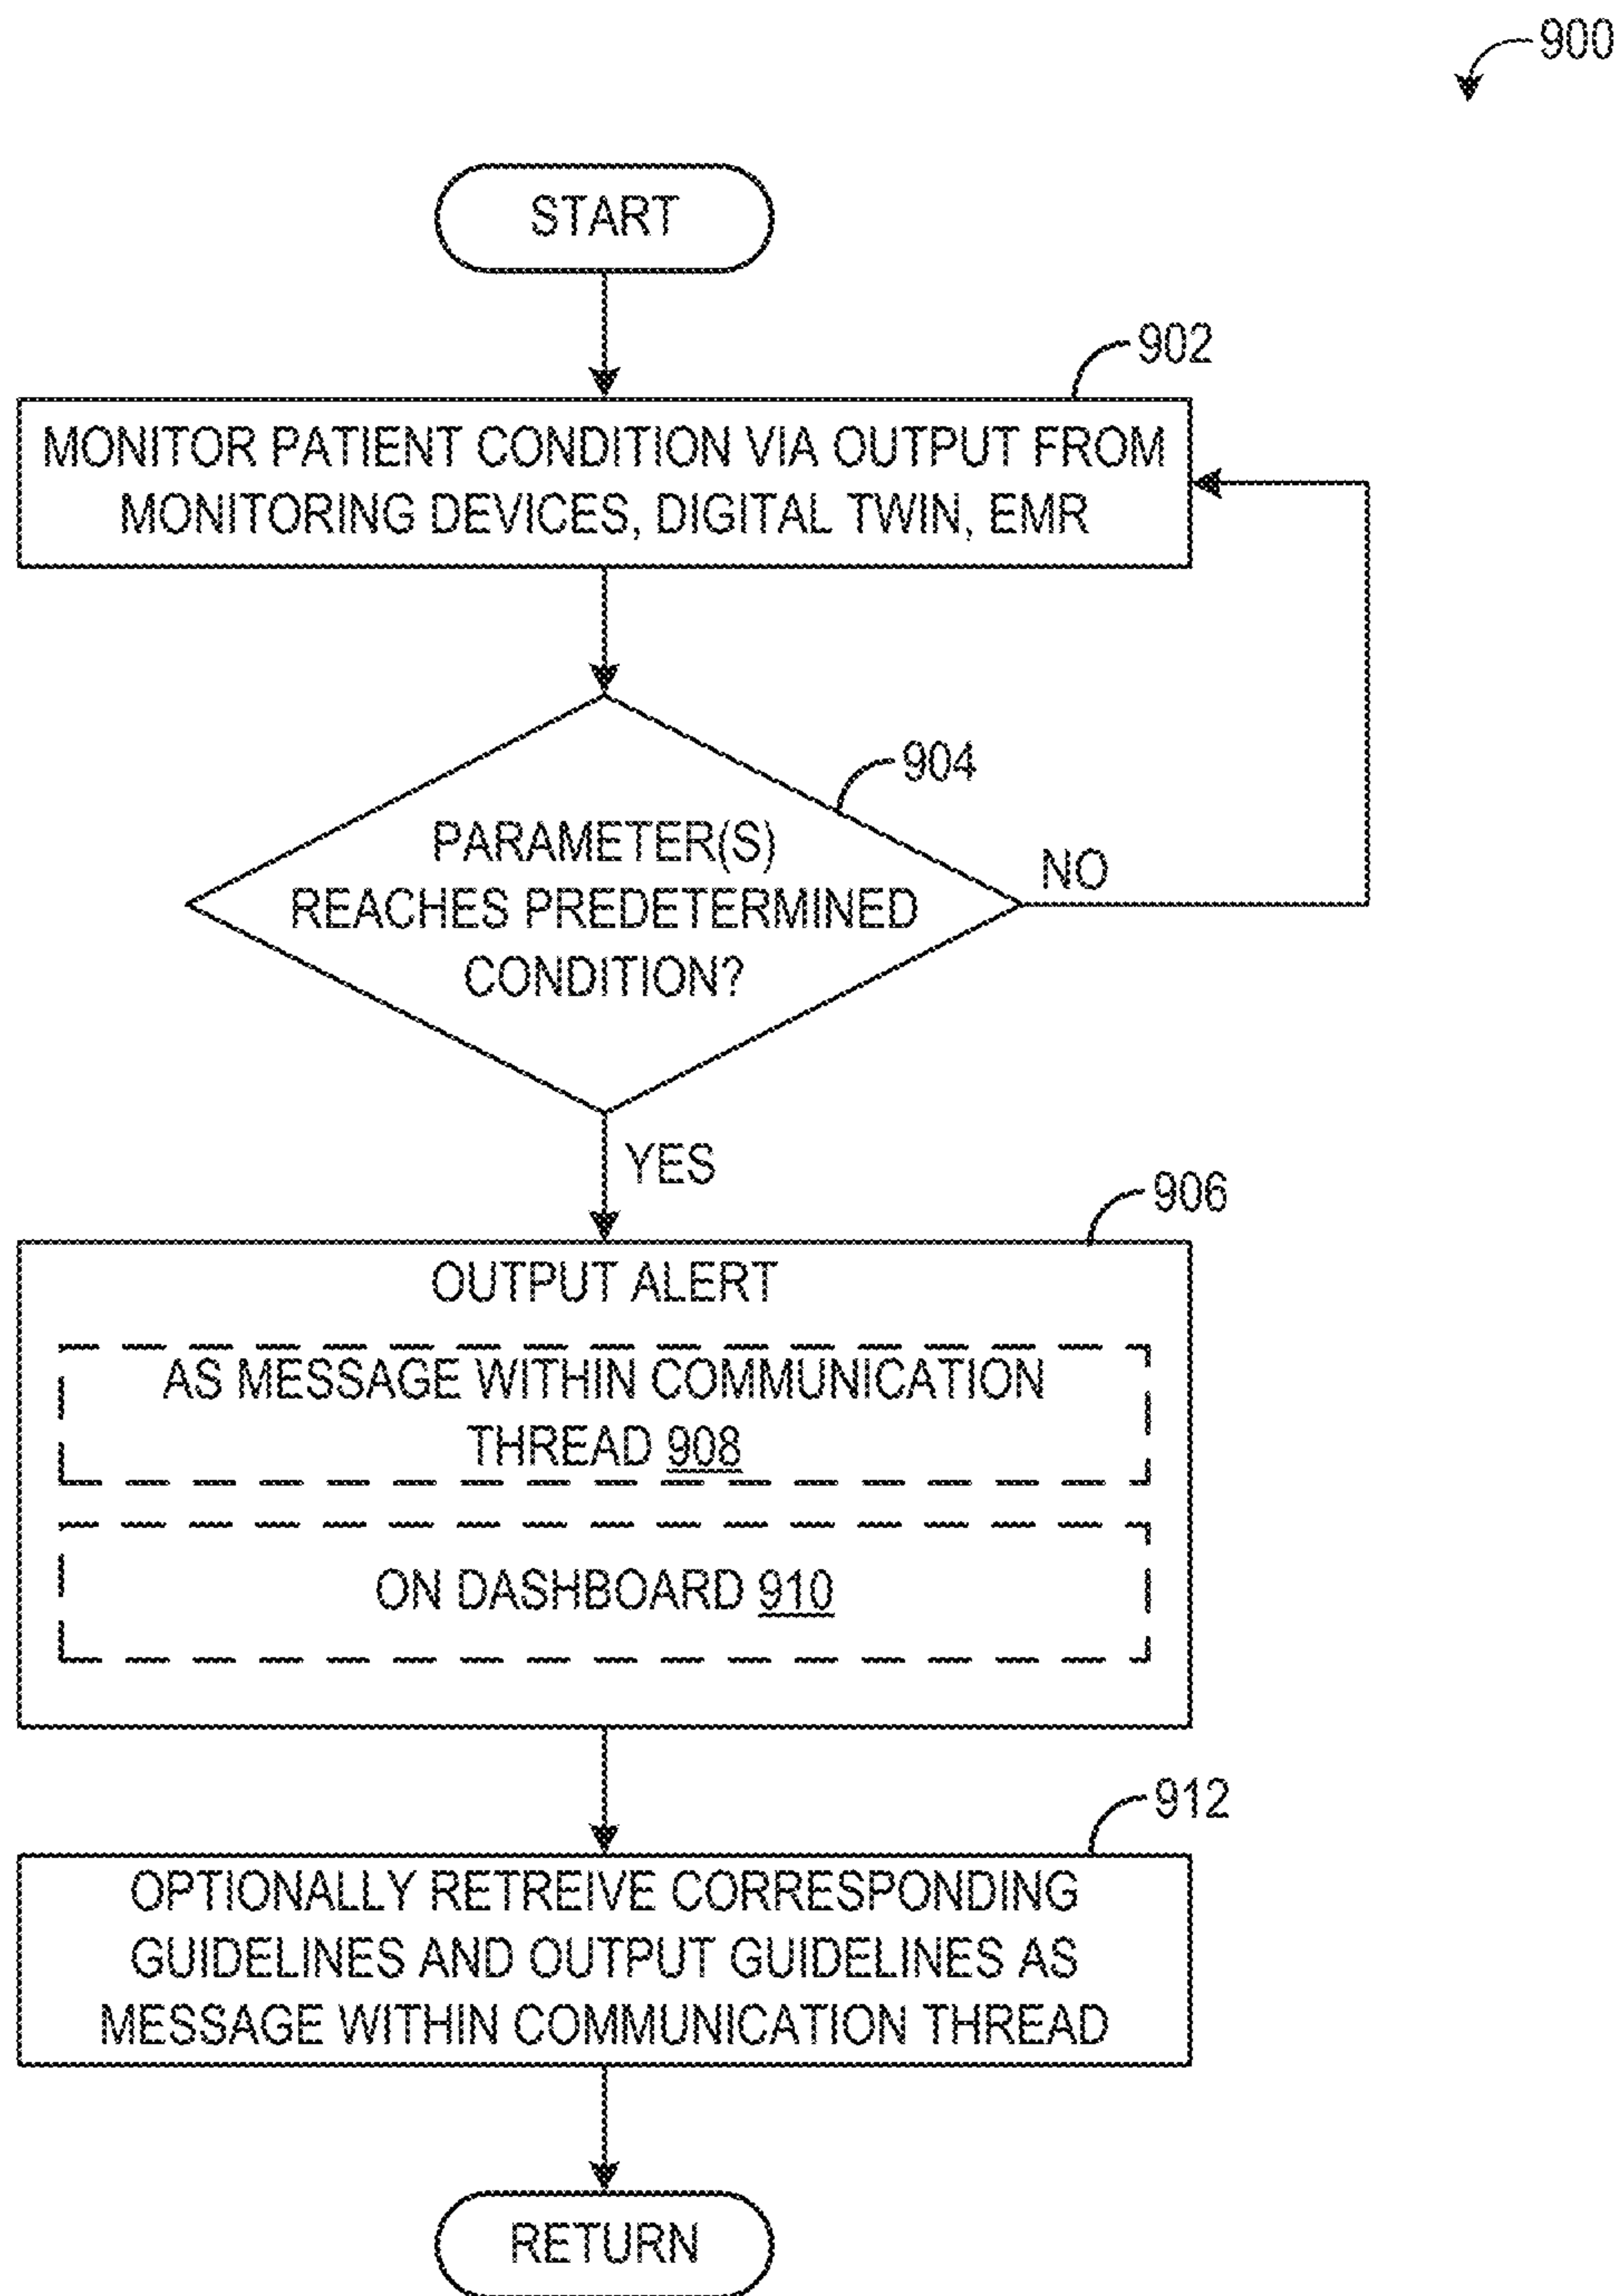 900
START
902
MONITOR PATIENT CONDITION VIA OUTPUT FROM
MONITORING DEVICES, DIGITAL TWIN, EMR
904
PARAMETER(S)
REACHES PREDETERMINED
CONDITION?
NO
YES
906
OUTPUT ALERT
AS MESSAGE WITHIN COMMUNICATION
THREAD 908
ON DASHBOARD 910
912
OPTIONALLY RETREIVE CORRESPONDING
GUIDELINES AND OUTPUT GUIDELINES AS
MESSAGE WITHIN COMMUNICATION THREAD
RETURN